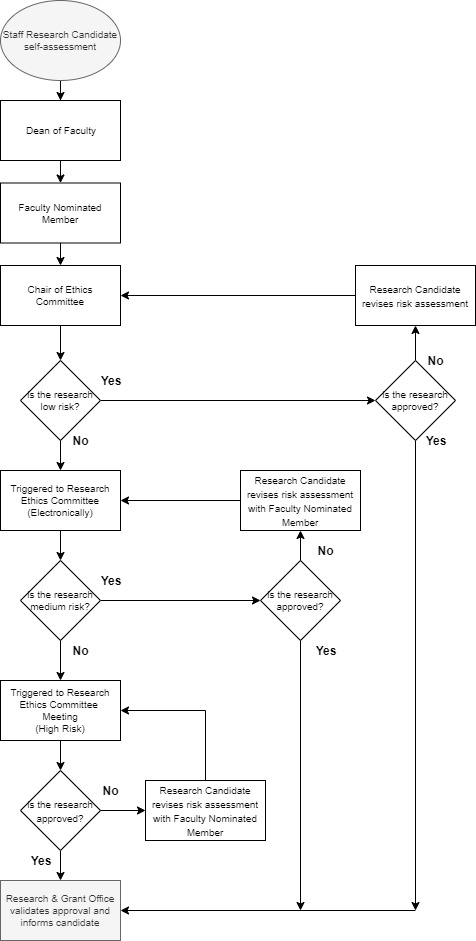 Staff Research Candidate
self-assessment
Dean of Faculty
Faculty Nominated
Member
Chair of Ethics
Committee
Research Candidate
revises risk assessment
Is the research
low risk?
Yes
No
Is the research
approved?
No
Yes
Triggered to Research
Ethics Committee
(Electronically)
Research Candidate
revises risk assessment
with Faculty Nominated
Member
Is the research
medium risk?
Yes
No
Is the research
approved?
No
Yes
Triggered to Research
Ethics Committee
Meeting
(High Risk)
Is the research
approved?
No
Yes
Research Candidate
revises risk assessment
with Faculty Nominated
Member
Research & Grant Office
validates approval and
informs candidate